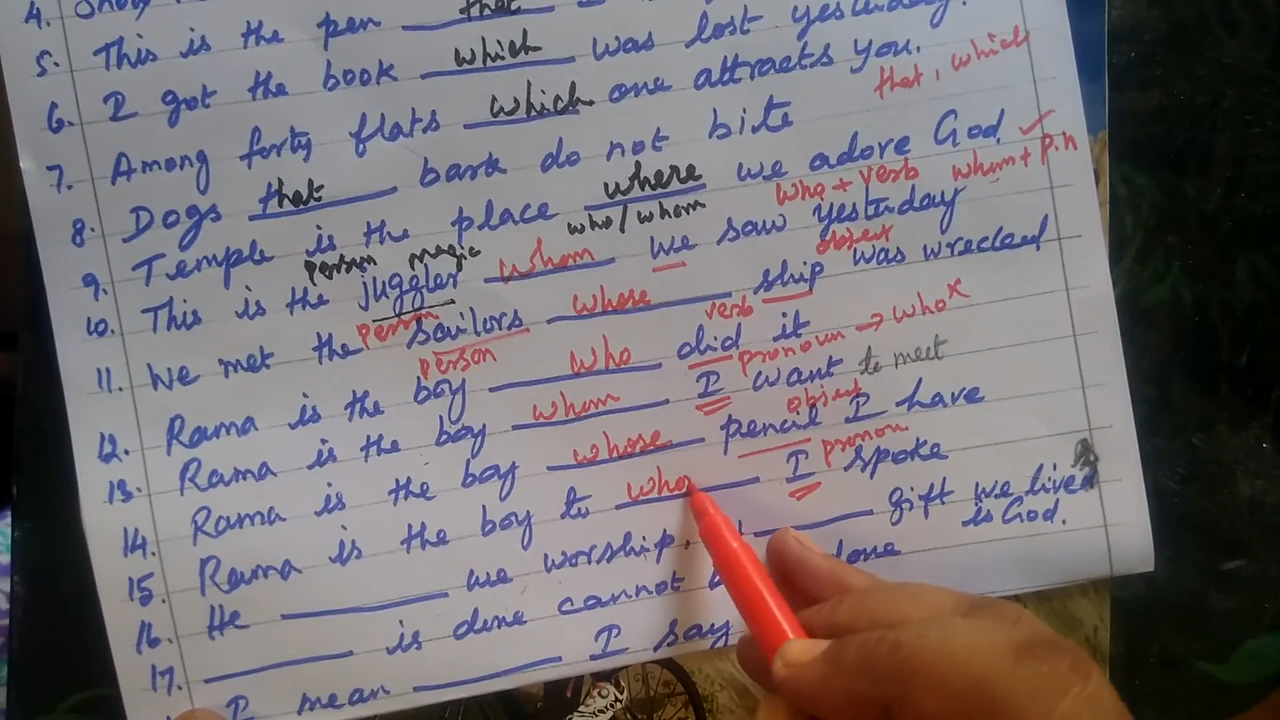 4. Show
5. This is the pen that
6. I got the book which was lost yesterday.
7. Among forty flats which one attracts you.
that, which
8. Dogs that bark do not bite
9. Temple is the place where we adore God ✓
who/whom who + verb whom + p.n
person magic
10. This is the juggler whom we saw yesterday
person object
11. We met the sailors whose ship was wrecked
person verb
12. Rama is the boy who did it
pronoun → who x
13. Rama is the boy whom I want to meet
object
14. Rama is the boy whose pencil I have
pronon
15. Rama is the boy to who I spoke
16. He we worship, gift we lived
is God.
17. is done cannot done
I mean I say